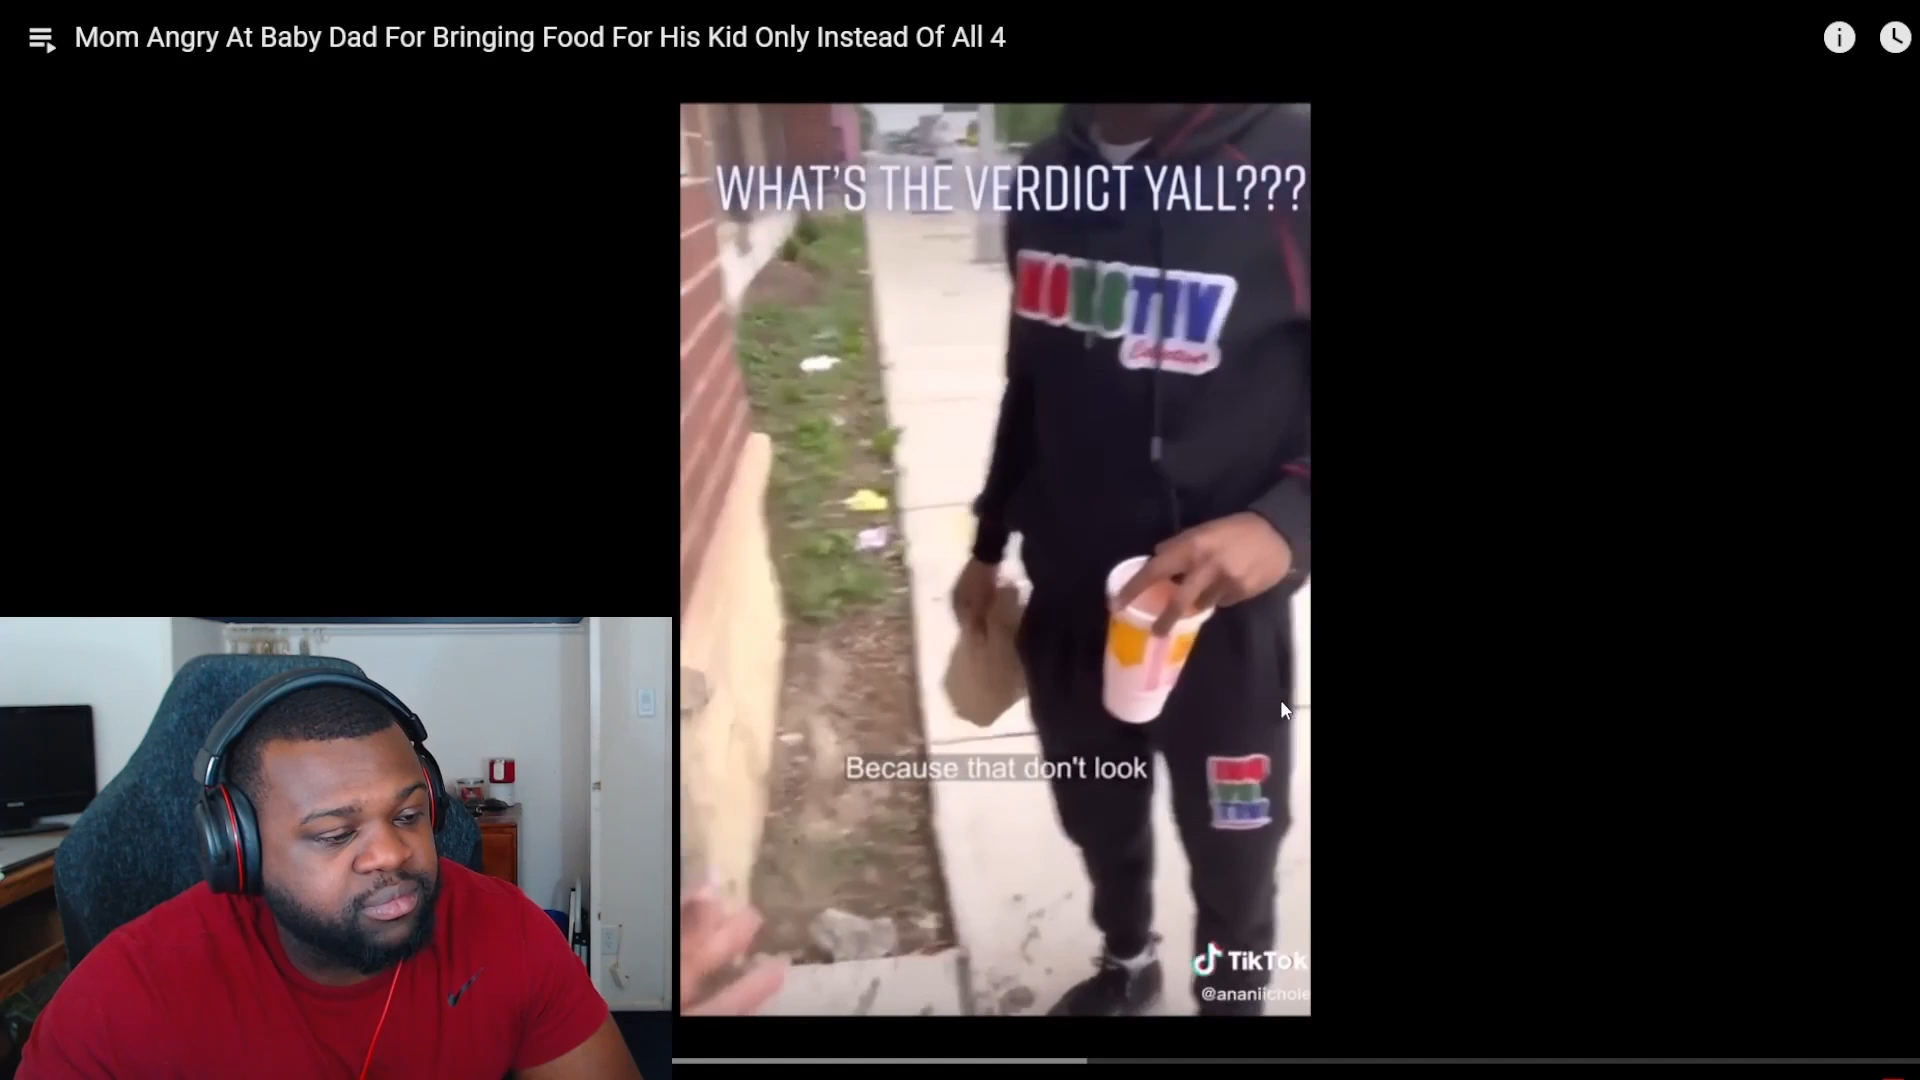 Mom Angry At Baby Dad For Bringing Food For His Kid Only Instead Of All 4
WHAT'S THE VERDICT YALL???
Because that don't look
TikTok
@ananiichole